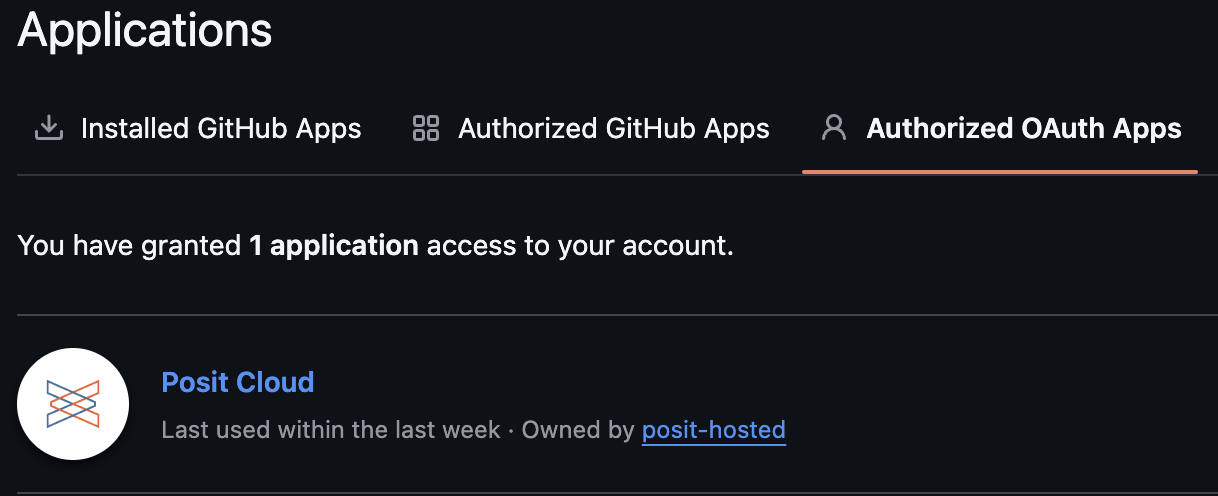 Applications
Installed GitHub Apps Authorized GitHub Apps Authorized OAuth Apps
You have granted 1 application access to your account.
Posit Cloud
Last used within the last week · Owned by posit-hosted